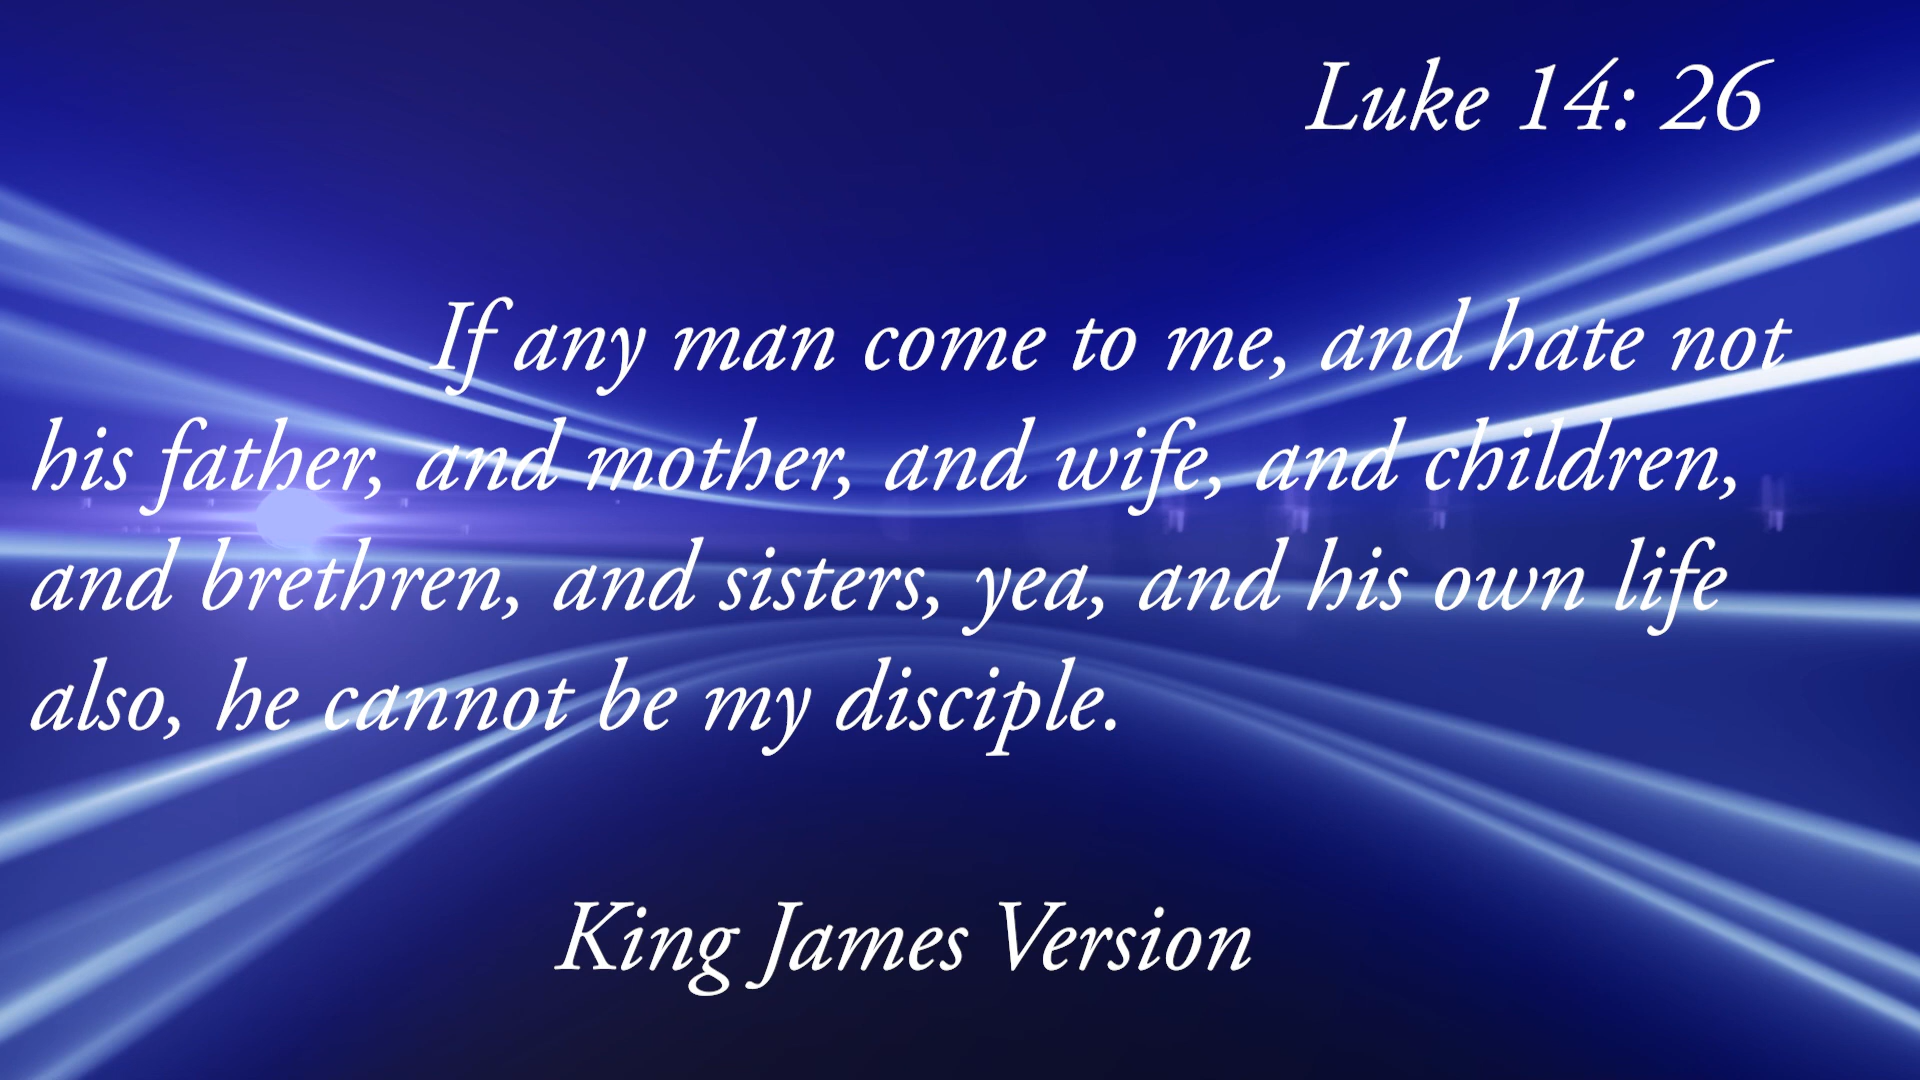 Luke 14: 26
If any man come to me, and hate not
his father, and mother, and wife, and children,
and brethren, and sisters, yea, and his own life
also, he cannot be my disciple.
King James Version